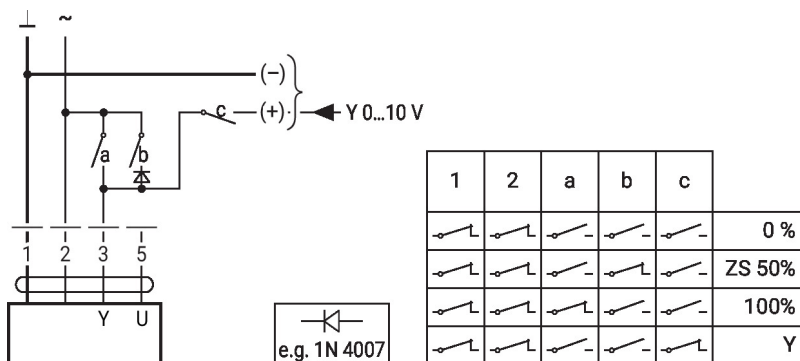 ⊥ ~
(–)
c (+) Y 0...10 V
a b
1 2 3 5
Y U
e.g. 1N 4007
1 2 a b c
0 %
ZS 50%
100%
Y